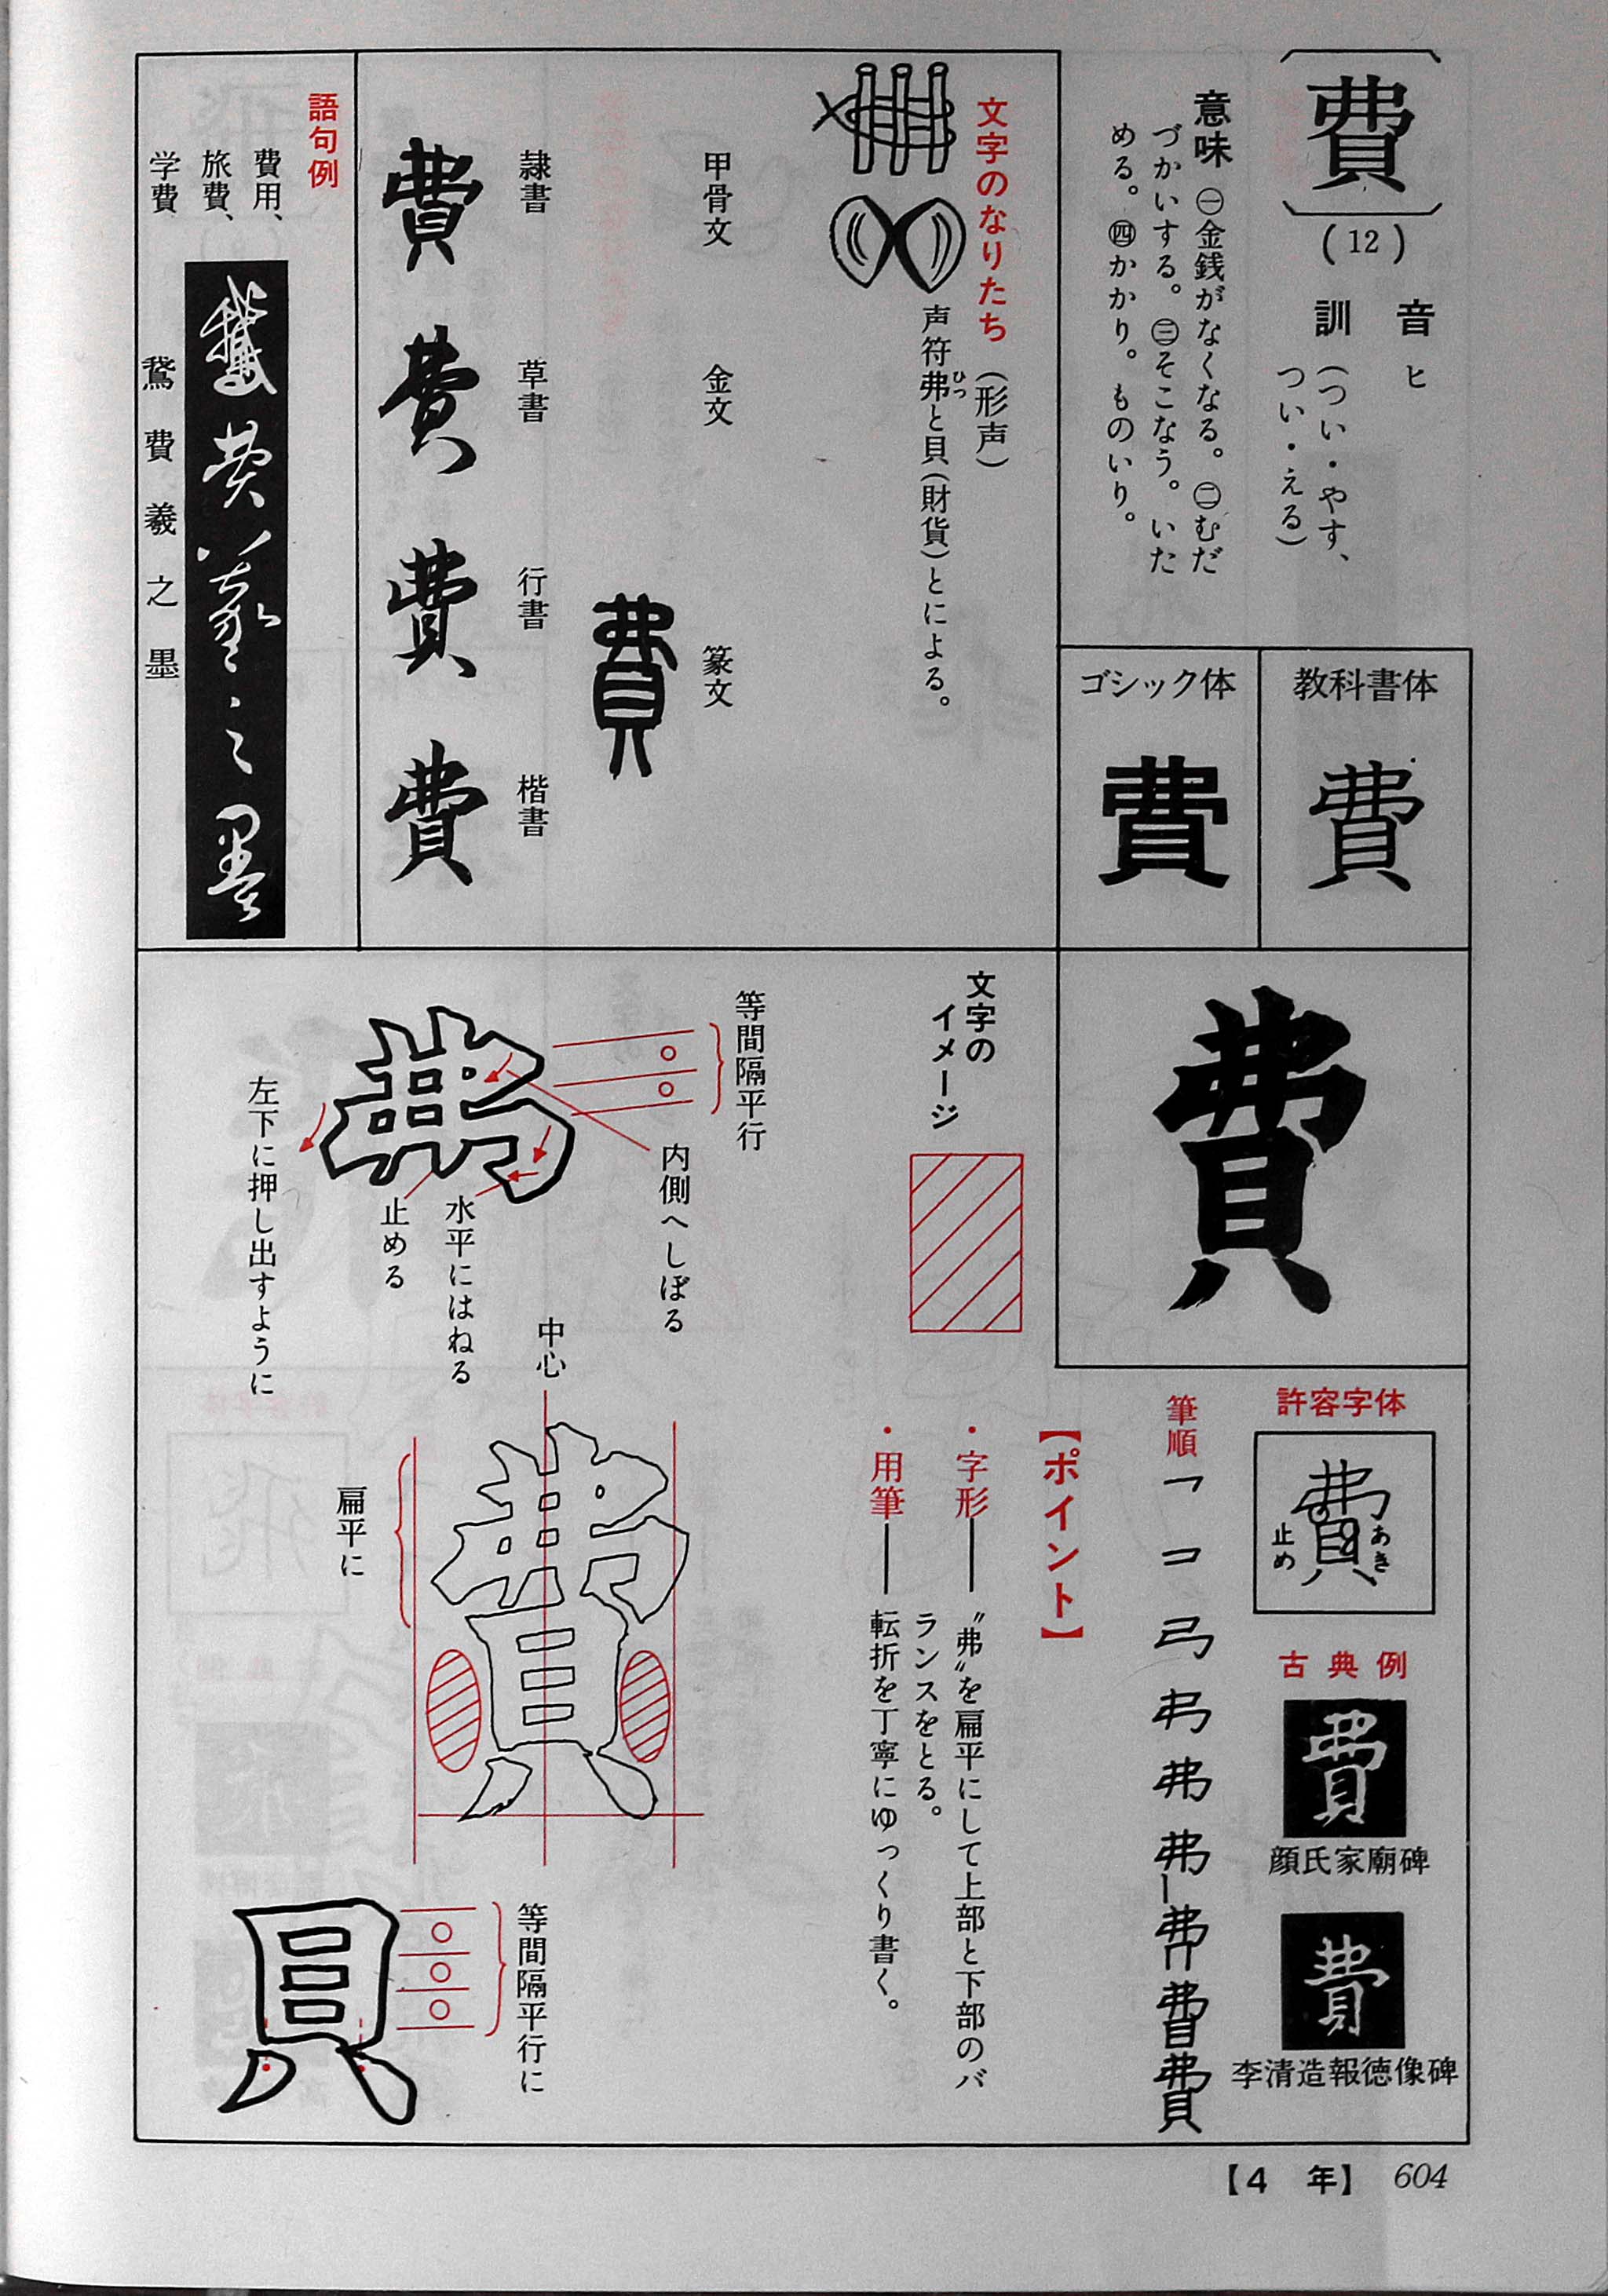 費
(12)
音 ヒ
訓 (つい・やす、
つい・える)
意味 ㊀金銭がなくなる。㊁むだ
づかいする。㊂そこなう。いた
める。㊃かかり。ものいり。
教科書体
費
ゴシック体
費
文字のなりたち (形声)
声符弗ひつと貝(財貨)とによる。
甲骨文
金文
篆文
費
隷書
草書
行書
楷書
費
費
費
費
語句例
費用、
旅費、
学費
鵞費羲之墨
費
許容字体
費
あき
止め
古典例
費
顔氏家廟碑
費
李清造報徳像碑
筆順
【ポイント】
・字形――〝弗〟を扁平にして上部と下部のバ
ランスをとる。
・用筆――転折を丁寧にゆっくり書く。
文字の
イメージ
等間隔平行
内側へしぼる
水平にはねる
止める
左下に押し出すように
中心
扁平に
等間隔平行に
【4 年】 604